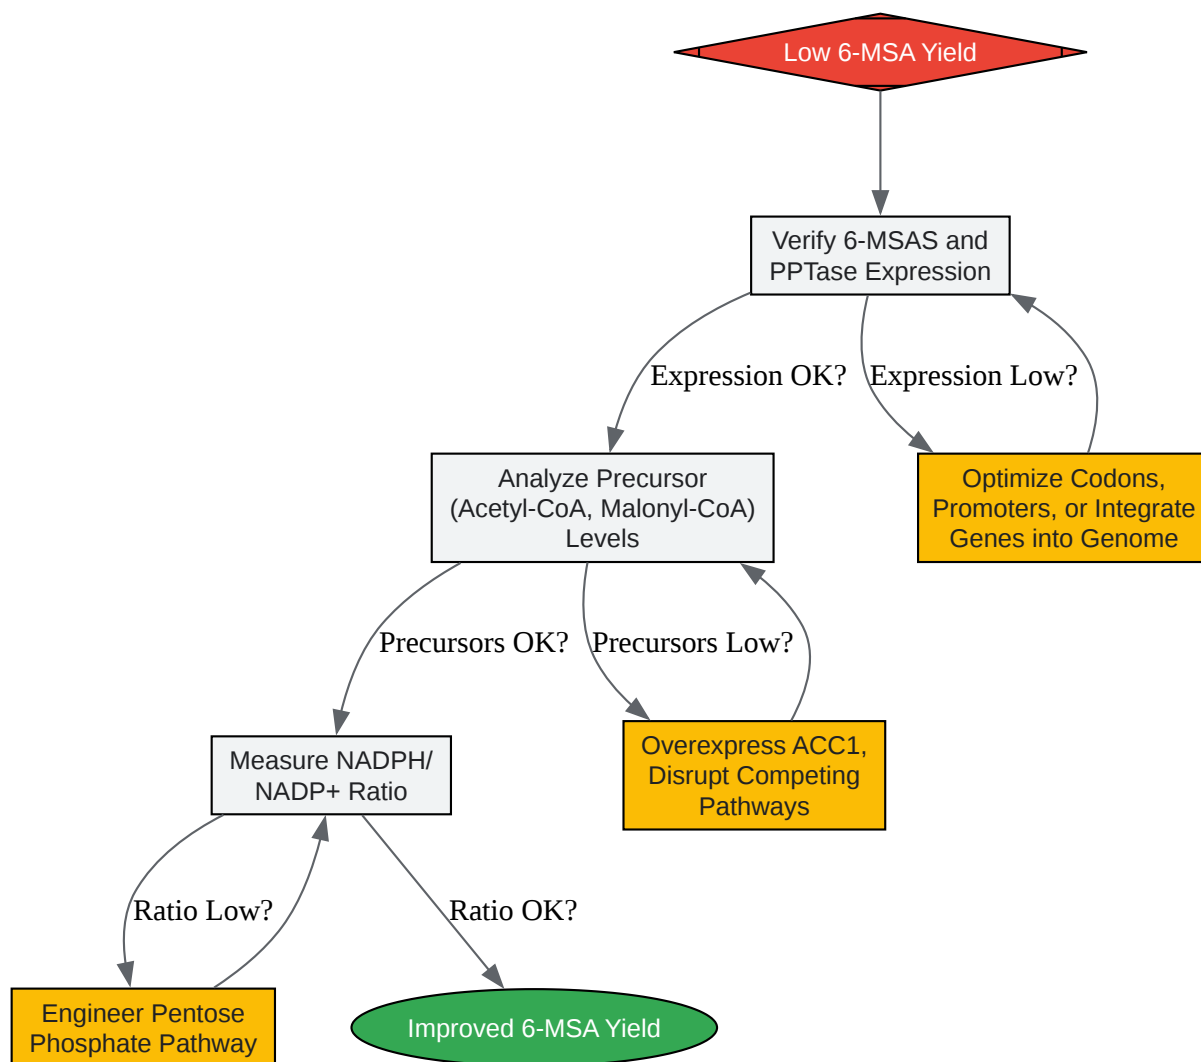 Low 6-MSA Yield
Verify 6-MSAS and
PPTase Expression
Expression OK?
Expression Low?
Analyze Precursor
(Acetyl-CoA, Malonyl-CoA)
Levels
Optimize Codons,
Promoters, or Integrate
Genes into Genome
Precursors OK?
Precursors Low?
Measure NADPH/
NADP+ Ratio
Overexpress ACC1,
Disrupt Competing
Pathways
Ratio Low?
Ratio OK?
Engineer Pentose
Phosphate Pathway
Improved 6-MSA Yield